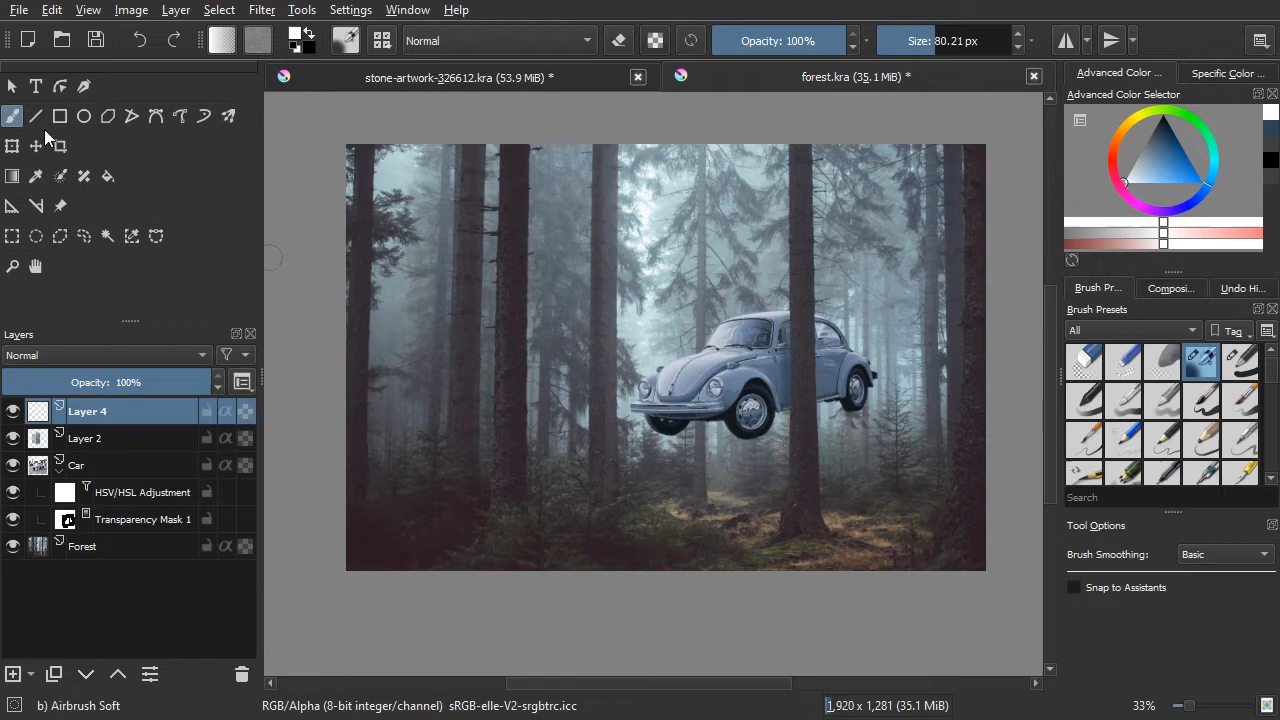 File Edit View Image Layer Select Filter Tools Settings Window Help
Normal Opacity: 100% Size: 80.21 px
stone-artwork-326612.kra (53.9 MiB) * forest.kra (35.1 MiB) *
Advanced Color ... Specific Color ...
Advanced Color Selector
Brush Pr... Composi... Undo Hi...
Brush Presets
All Tag
Search
Tool Options
Brush Smoothing: Basic
Snap to Assistants
Layers
Normal
Opacity: 100%
Layer 4
Layer 2
Car
HSV/HSL Adjustment
Transparency Mask 1
Forest
b) Airbrush Soft RGB/Alpha (8-bit integer/channel) sRGB-elle-V2-srgbtrc.icc 1,920 x 1,281 (35.1 MiB) 33%